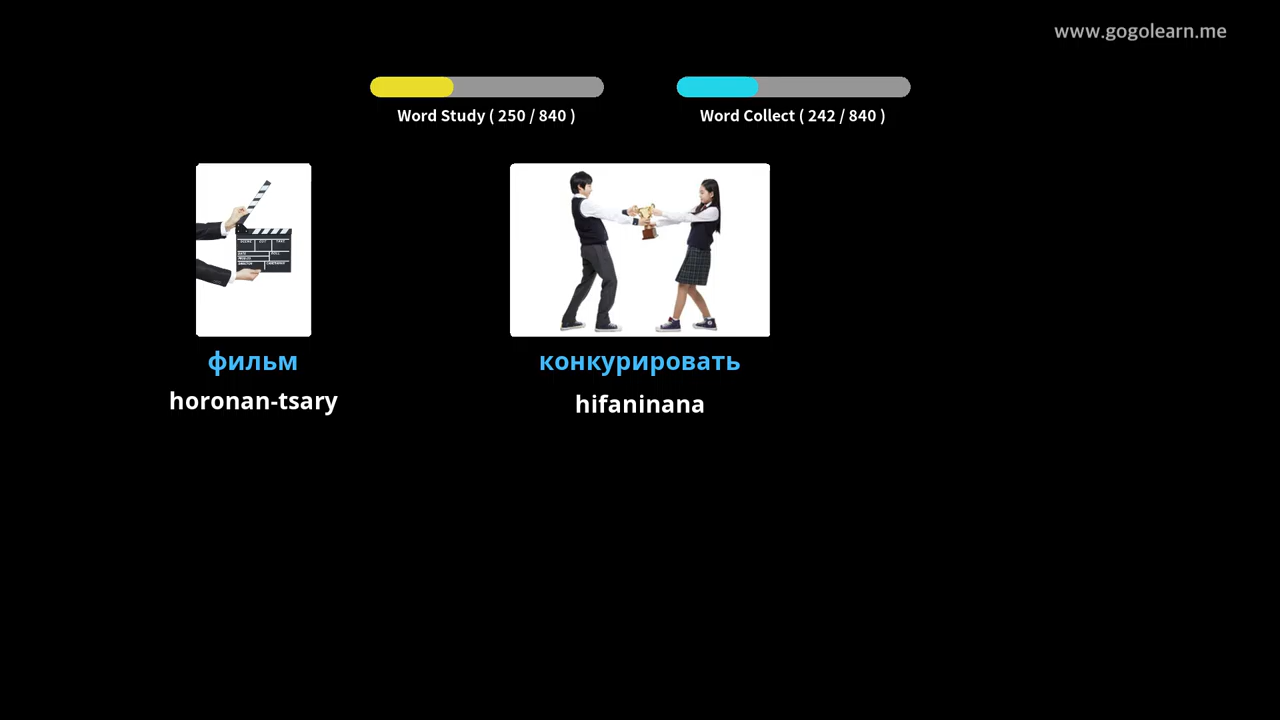 www.gogolearn.me
Word Study ( 250 / 840 )
Word Collect ( 242 / 840 )
фильм
horonan-tsary
конкурировать
hifaninana